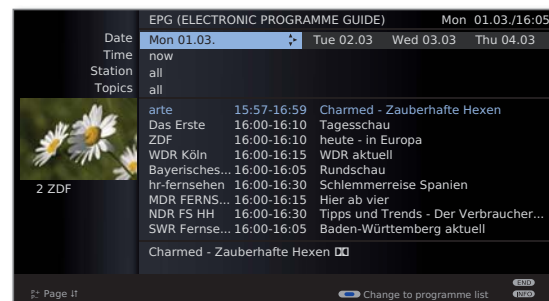 EPG (ELECTRONIC PROGRAMME GUIDE) Mon 01.03./16:05
Date Mon 01.03. Tue 02.03 Wed 03.03 Thu 04.03
Time now
Station all
Topics all
arte 15:57-16:59 Charmed - Zauberhafte Hexen
Das Erste 16:00-16:10 Tagesschau
ZDF 16:00-16:10 heute - in Europa
WDR Köln 16:00-16:15 WDR aktuell
Bayerisches... 16:00-16:05 Rundschau
hr-fernsehen 16:00-16:30 Schlemmerreise Spanien
MDR FERNS... 16:00-16:15 Hier ab vier
NDR FS HH 16:00-16:30 Tipps und Trends - Der Verbraucher...
SWR Fernse... 16:00-16:05 Baden-Württemberg aktuell
2 ZDF
Charmed - Zauberhafte Hexen
END
P+ P- Page Change to programme list INFO